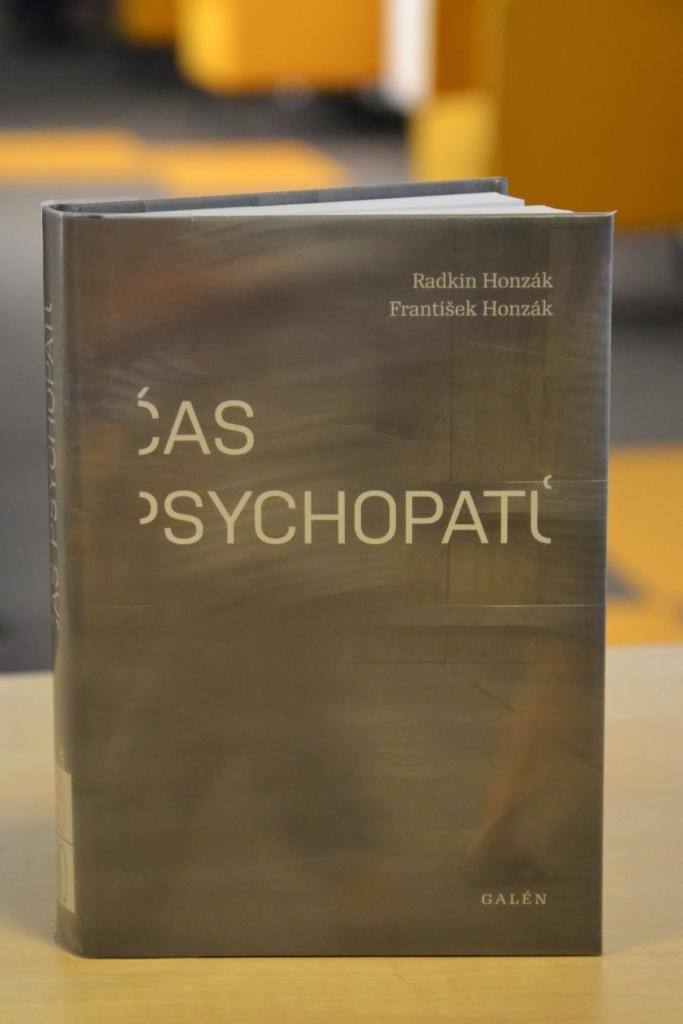 Radkin Honzák
František Honzák
ČAS
PSYCHOPATŮ
GALÉN